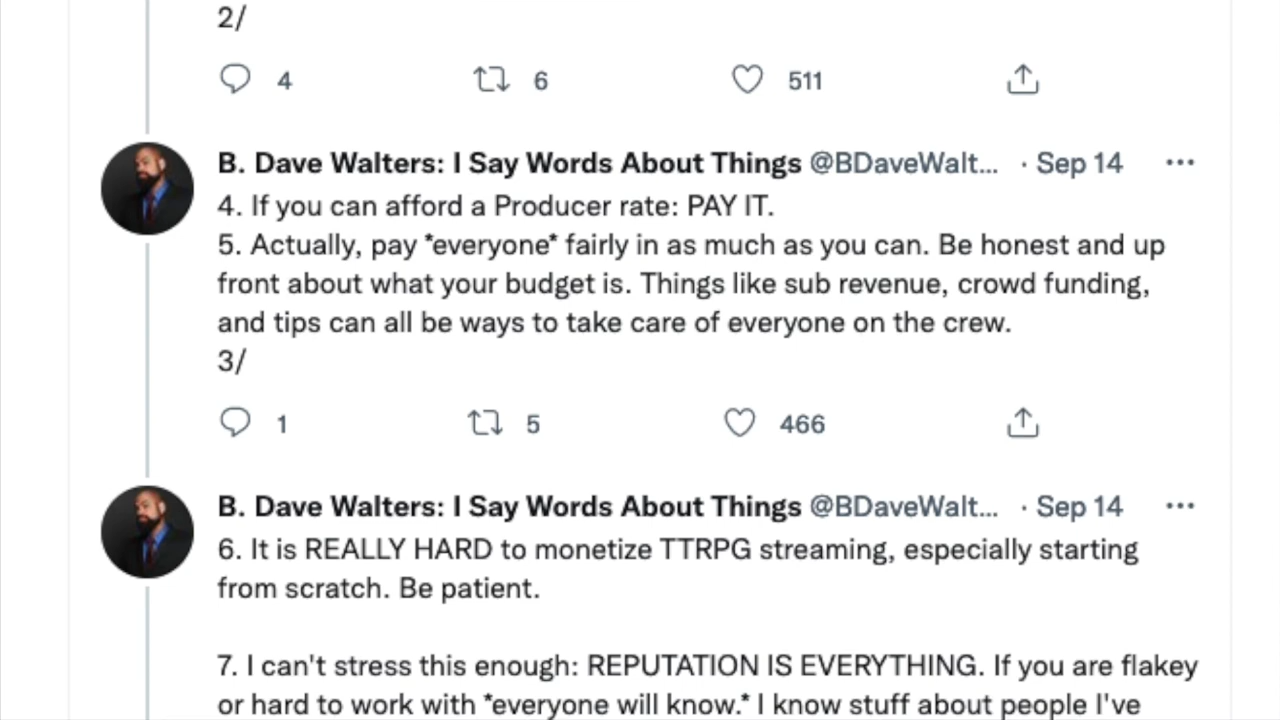 2/
4 6 511
B. Dave Walters: I Say Words About Things @BDaveWalt... · Sep 14 ...
4. If you can afford a Producer rate: PAY IT.
5. Actually, pay *everyone* fairly in as much as you can. Be honest and up
front about what your budget is. Things like sub revenue, crowd funding,
and tips can all be ways to take care of everyone on the crew.
3/
1 5 466
B. Dave Walters: I Say Words About Things @BDaveWalt... · Sep 14 ...
6. It is REALLY HARD to monetize TTRPG streaming, especially starting
from scratch. Be patient.
7. I can't stress this enough: REPUTATION IS EVERYTHING. If you are flakey
or hard to work with *everyone will know.* I know stuff about people I've